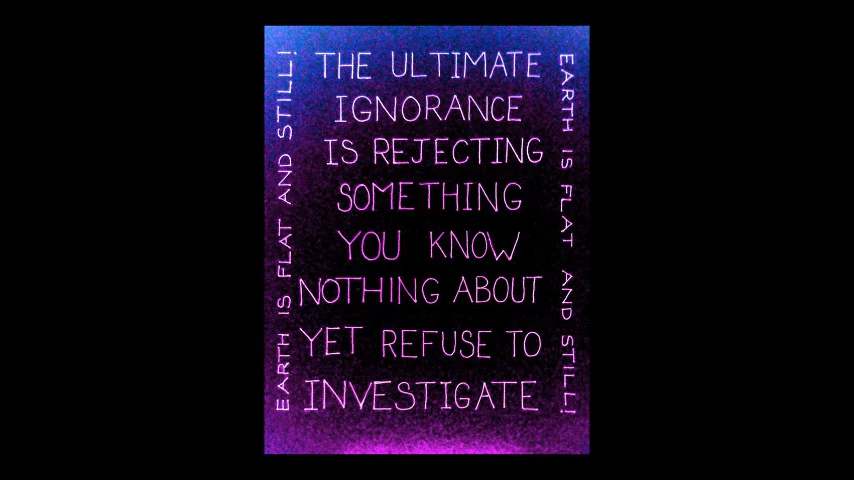 EARTH IS FLAT AND STILL!
THE ULTIMATE
IGNORANCE
IS REJECTING
SOMETHING
YOU KNOW
NOTHING ABOUT
YET REFUSE TO
INVESTIGATE
EARTH IS FLAT AND STILL!